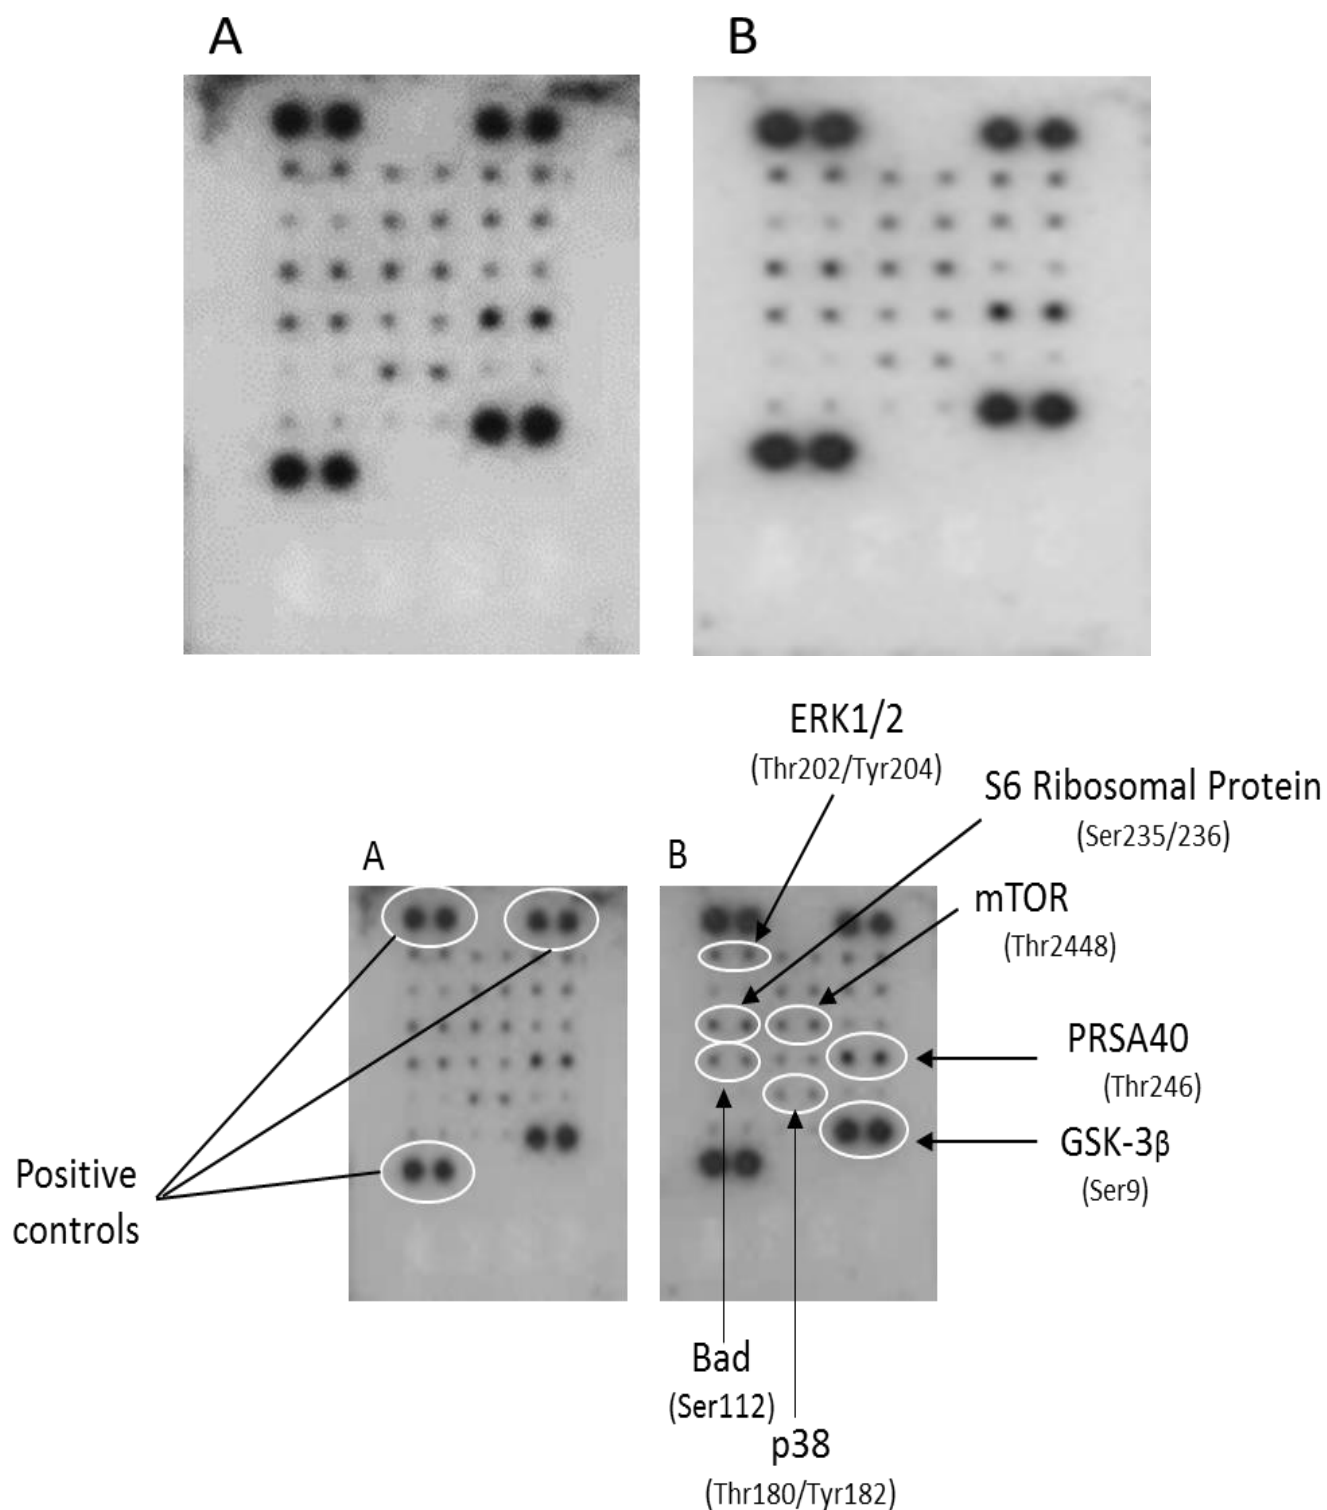 A
B
ERK1/2
(Thr202/Tyr204)
S6 Ribosomal Protein
(Ser235/236)
A
B
mTOR
(Thr2448)
PRSA40
(Thr246)
GSK-3β
(Ser9)
Positive
controls
Bad
(Ser112)
p38
(Thr180/Tyr182)